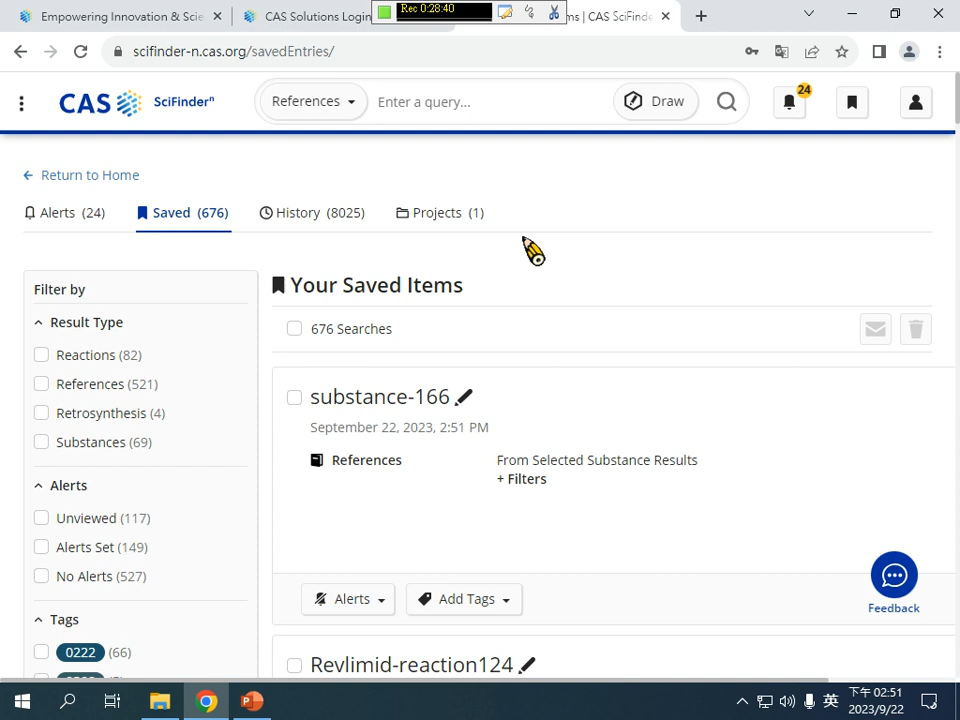 Empowering Innovation & Scie
CAS Solutions Login
Rec 0:28:40
ms | CAS SciFinde
scifinder-n.cas.org/savedEntries/
CAS SciFinderⁿ
References
Enter a query...
Draw
24
Return to Home
Alerts (24)
Saved (676)
History (8025)
Projects (1)
Filter by
Result Type
Reactions (82)
References (521)
Retrosynthesis (4)
Substances (69)
Alerts
Unviewed (117)
Alerts Set (149)
No Alerts (527)
Tags
0222 (66)
Your Saved Items
676 Searches
substance-166
September 22, 2023, 2:51 PM
References
From Selected Substance Results
+ Filters
Alerts
Add Tags
Revlimid-reaction124
Feedback
英
下午 02:51
2023/9/22